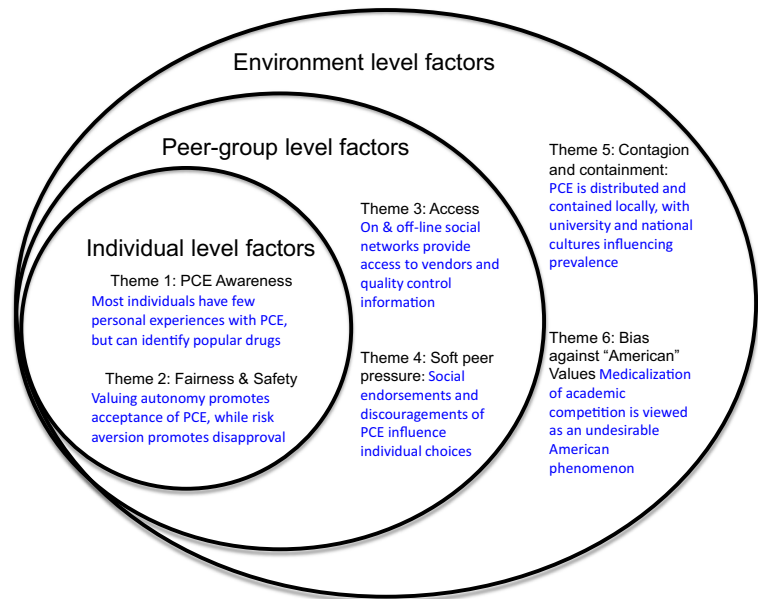 Environment level factors
Peer-group level factors
Individual level factors
Theme 1: PCE Awareness
Most individuals have few
personal experiences with PCE,
but can identify popular drugs
Theme 2: Fairness & Safety
Valuing autonomy promotes
acceptance of PCE, while risk
aversion promotes disapproval
Theme 3: Access
On & off-line social
networks provide
access to vendors and
quality control
information
Theme 4: Soft peer
pressure: Social
endorsements and
discouragements of
PCE influence
individual choices
Theme 5: Contagion
and containment:
PCE is distributed and
contained locally, with
university and national
cultures influencing
prevalence
Theme 6: Bias
against “American”
Values Medicalization
of academic
competition is viewed
as an undesirable
American
phenomenon